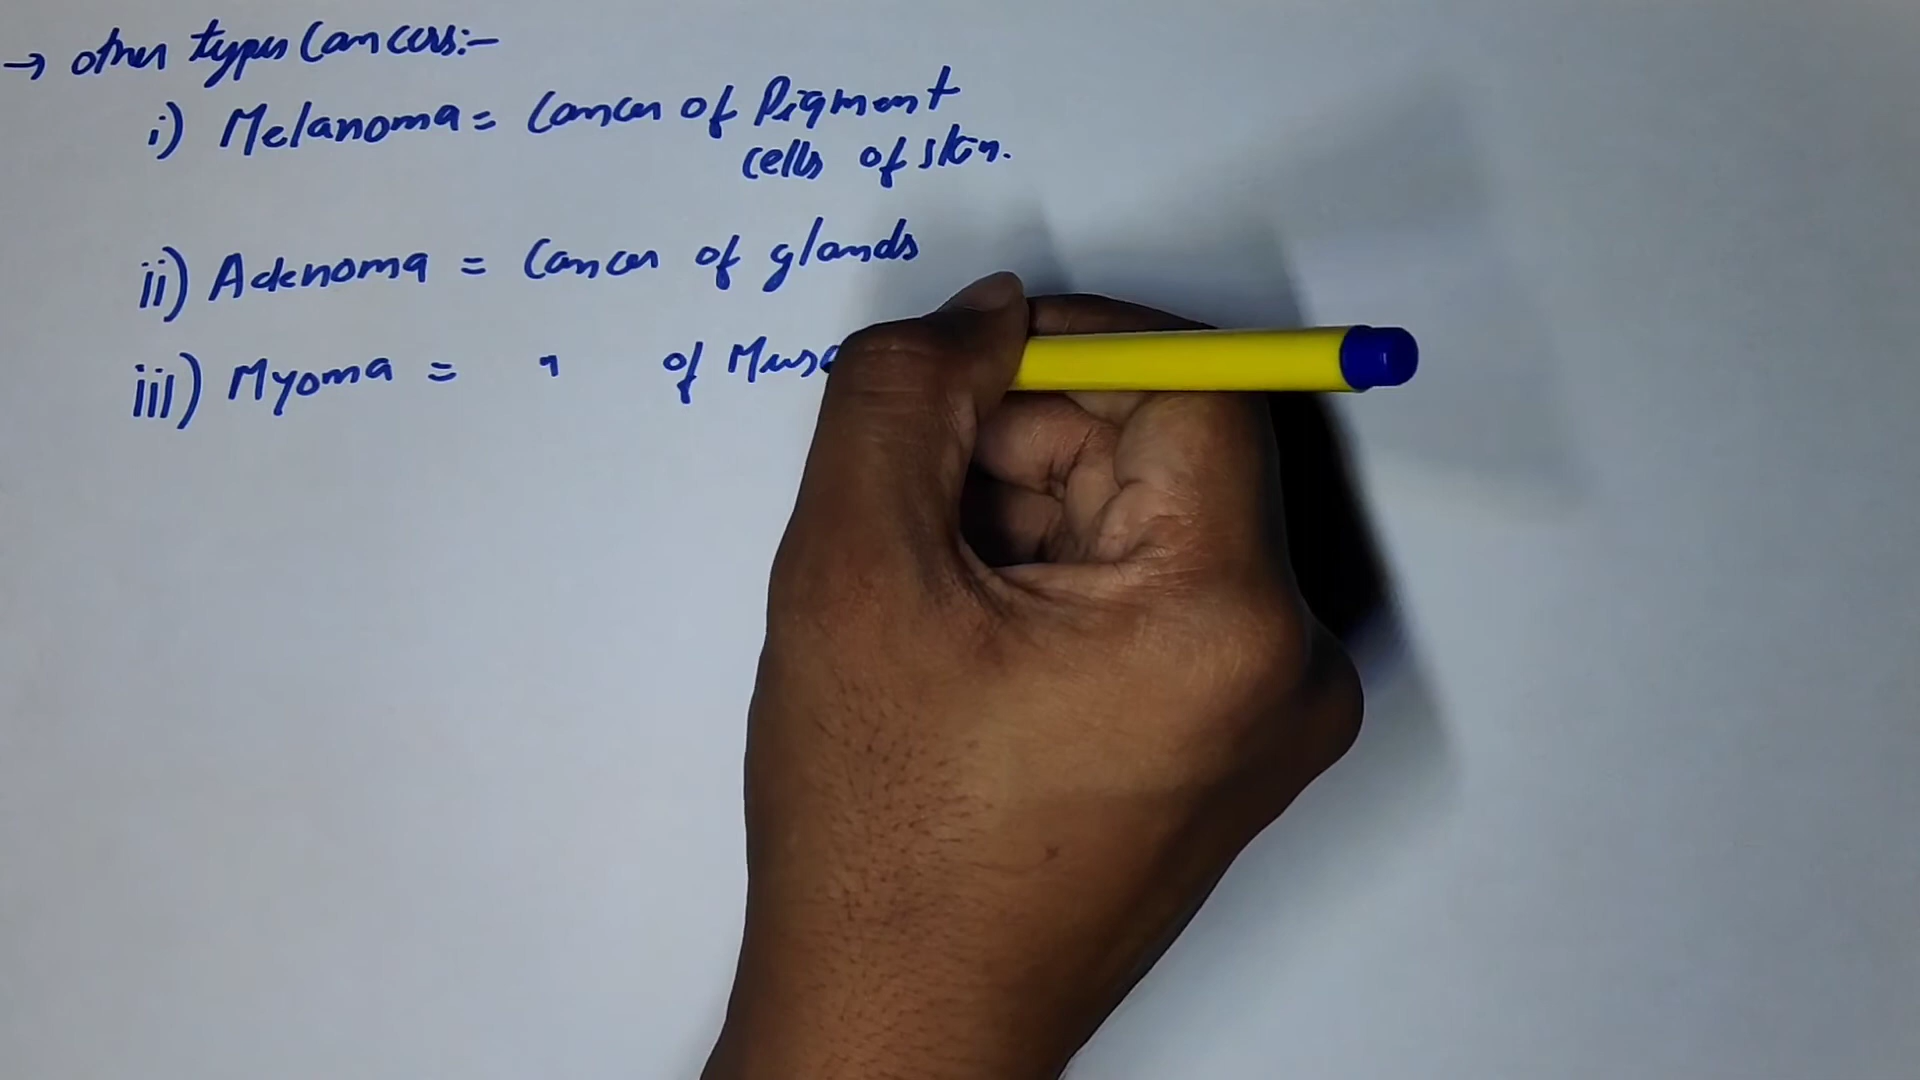 → other types Cancers:-
i) Melanoma = Cancer of Pigment
cells of skin.
ii) Adenoma = Cancer of glands
iii) Myoma = " of Musc